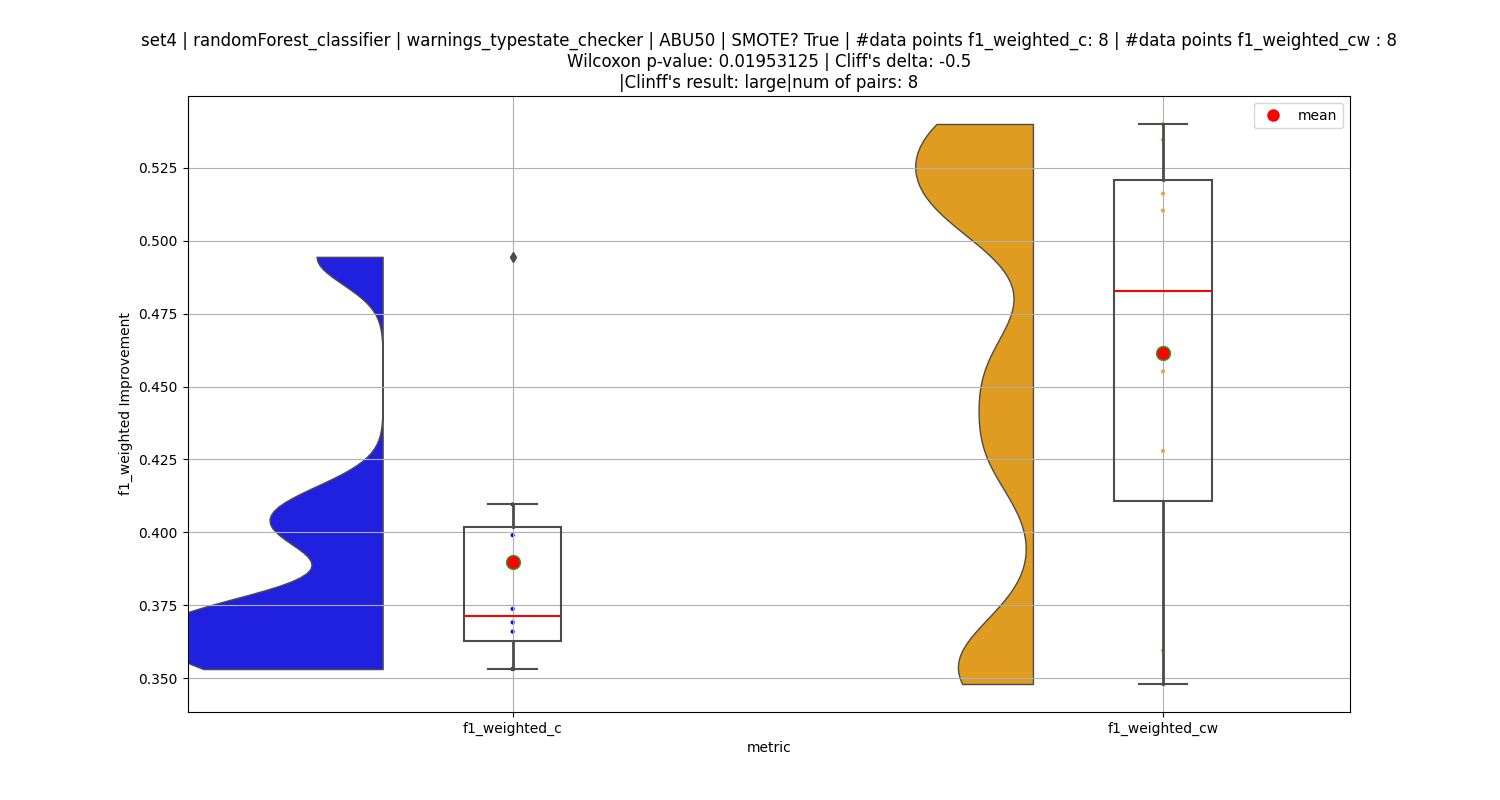 set4 | randomForest_classifier | warnings_typestate_checker | ABU50 | SMOTE? True | #data points f1_weighted_c: 8 | #data points f1_weighted_cw : 8
Wilcoxon p-value: 0.01953125 | Cliff's delta: -0.5
|Clinff's result: large|num of pairs: 8
mean
0.525
0.500
0.475
0.450
0.425
0.400
0.375
0.350
f1_weighted Improvement
f1_weighted_c
f1_weighted_cw
metric